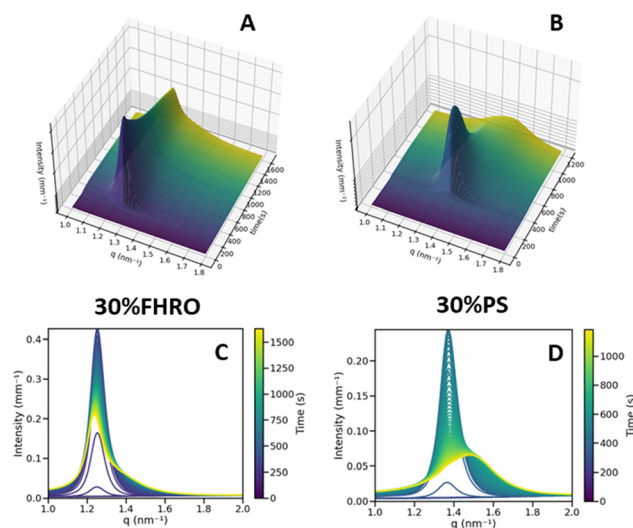 A
B
Intensity (mm⁻¹)
q (nm⁻¹)
1.0 1.1 1.2 1.3 1.4 1.5 1.6 1.7 1.8
time(s)
0 200 400 600 800 1000 1200 1400 1600
Intensity (mm⁻¹)
q (nm⁻¹)
1.0 1.1 1.2 1.3 1.4 1.5 1.6 1.7 1.8
time(s)
0 200 400 600 800 1000 1200
30%FHRO
30%PS
C
Intensity (mm⁻¹)
0.4
0.3
0.2
0.1
0.0
1.0 1.2 1.4 1.6 1.8 2.0
q (nm⁻¹)
1500
1250
1000
750
500
250
0
Time (s)
D
Intensity (mm⁻¹)
0.20
0.15
0.10
0.05
0.00
1.0 1.2 1.4 1.6 1.8 2.0
q (nm⁻¹)
1000
800
600
400
200
0
Time (s)